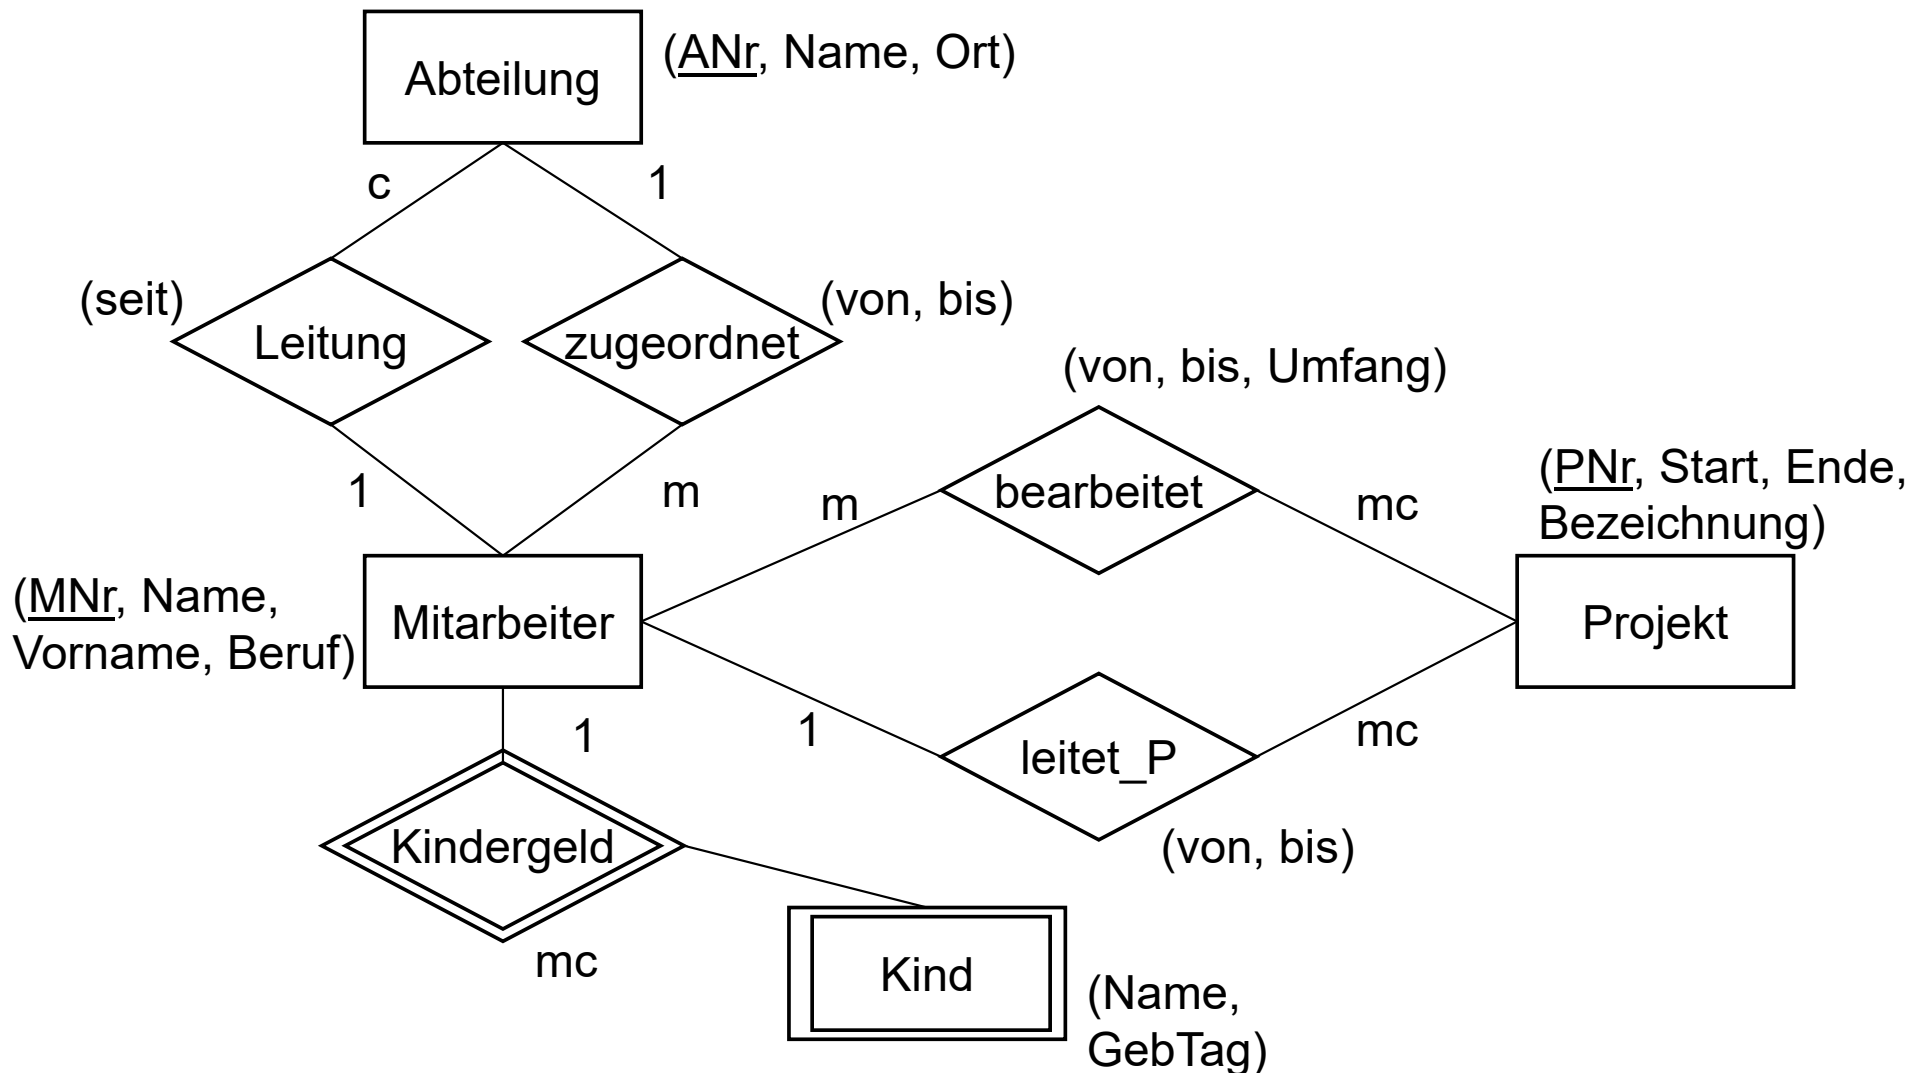 Abteilung
(ANr, Name, Ort)
c
1
(seit)
Leitung
zugeordnet
(von, bis)
1
m
(von, bis, Umfang)
bearbeitet
m
mc
(PNr, Start, Ende,
Bezeichnung)
(MNr, Name,
Vorname, Beruf)
Mitarbeiter
Projekt
1
1
leitet_P
mc
(von, bis)
Kindergeld
mc
Kind
(Name,
GebTag)